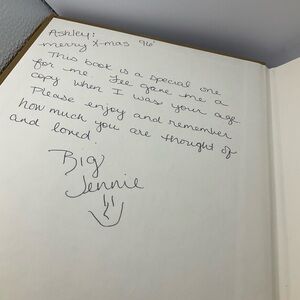 Ashley:
merry X-mas 96'
This book is a special one
for me. Lee gave me a
copy when I was your age.
Please enjoy and remember
how much you are thought of
and loved.
Big
Jennie